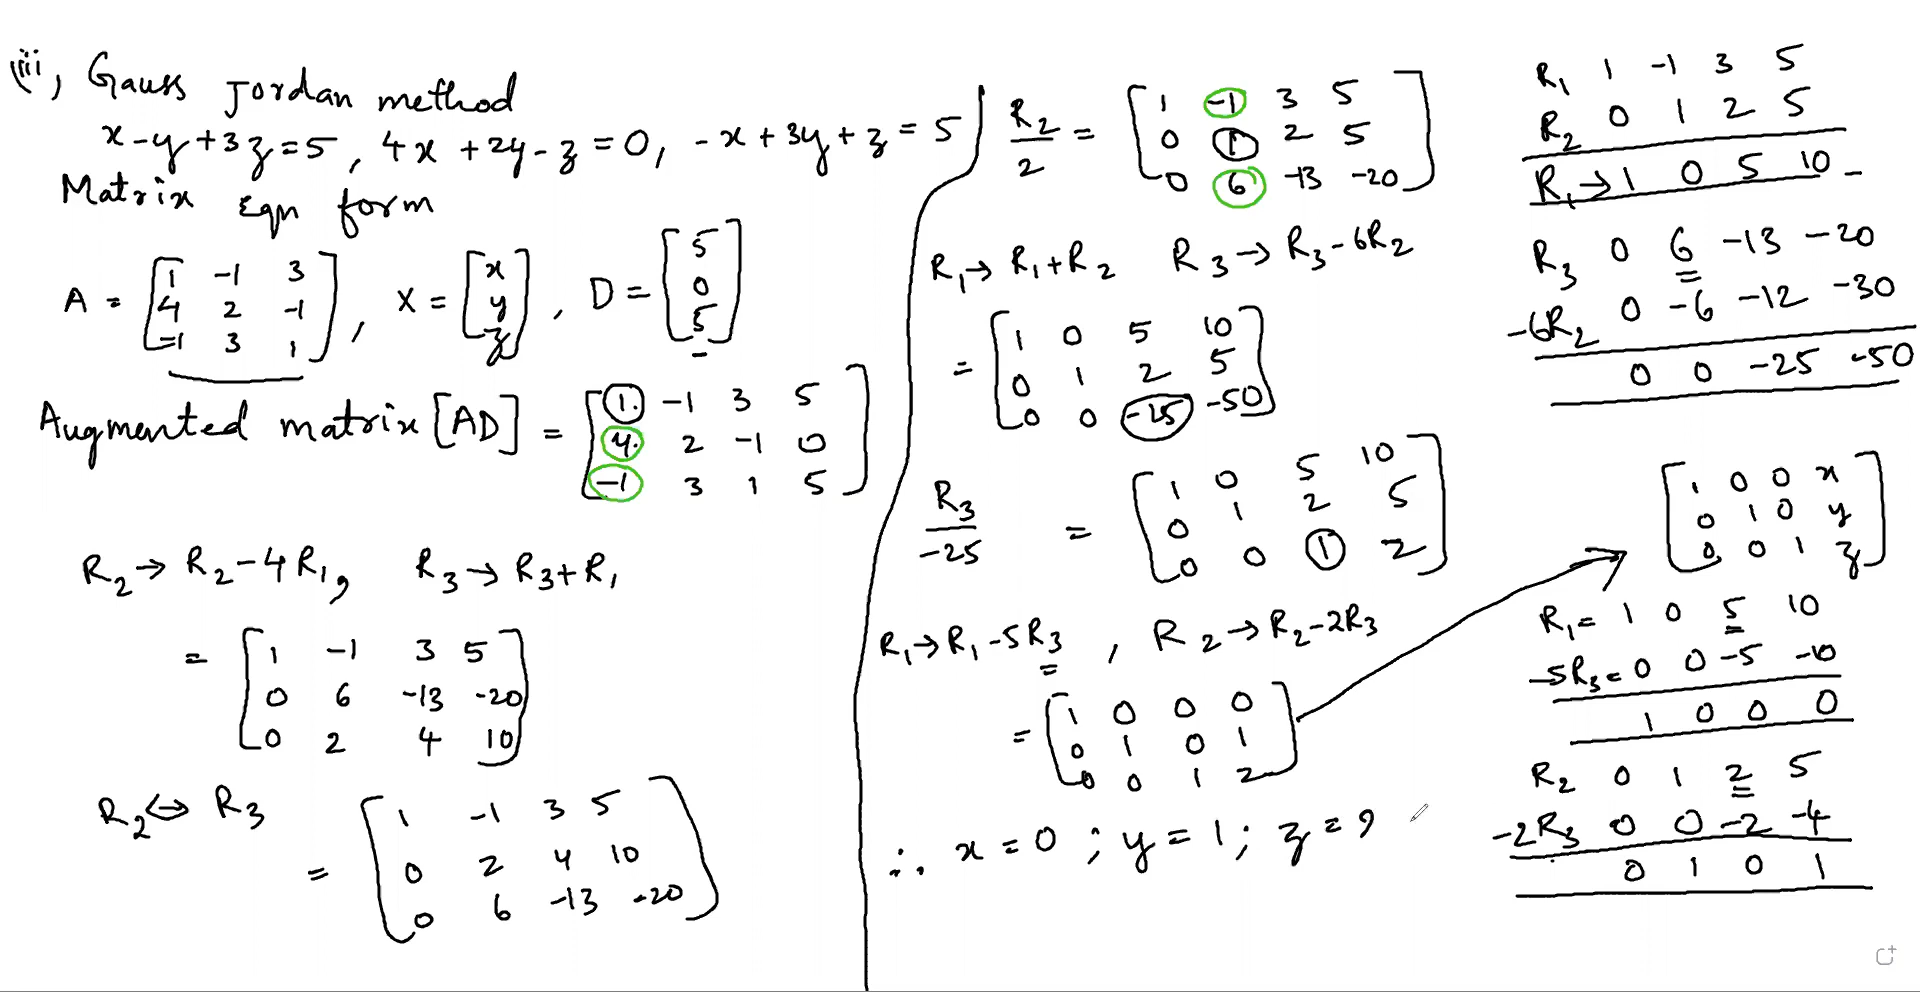 iii, Gauss Jordan method
x-y+3z=5, 4x+2y-z=0, -x+3y+z=5
Matrix Eqn form
A = [1 -1 3
4 2 -1
-1 3 1], X = [x
y
z], D = [5
0
5]
Augmented matrix [AD] = [1. -1 3 5
4. 2 -1 0
-1 3 1 5]
R2→R2-4R1, R3→R3+R1
= [1 -1 3 5
0 6 -13 -20
0 2 4 10]
R2↔R3
= [1 -1 3 5
0 2 4 10
0 6 -13 -20]
R2/2 = [1 -1 3 5
0 1 2 5
0 6 -13 -20]
R1→R1+R2 R3→R3-6R2
= [1 0 5 10
0 1 2 5
0 0 -25 -50]
R3/-25 = [1 0 5 10
0 1 2 5
0 0 1 2]
R1→R1-5R3, R2→R2-2R3
= [1 0 0 0
0 1 0 1
0 0 1 2]
∴ x=0; y=1; z=
R1 1 -1 3 5
R2 0 1 2 5
R1→1 0 5 10
R3 0 6 -13 -20
-6R2 0 -6 -12 -30
0 0 -25 -50
[1 0 0 x
0 1 0 y
0 0 1 z]
R1= 1 0 5 10
-5R3= 0 0 -5 -10
1 0 0 0
R2 0 1 2 5
-2R3 0 0 -2 -4
0 1 0 1